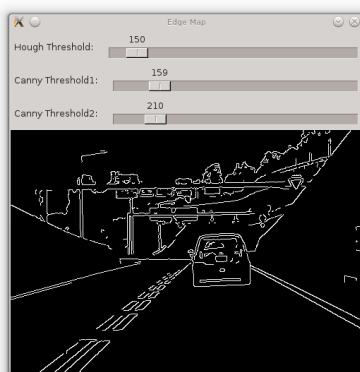 Edge Map
150
Hough Threshold:
159
Canny Threshold1:
210
Canny Threshold2: